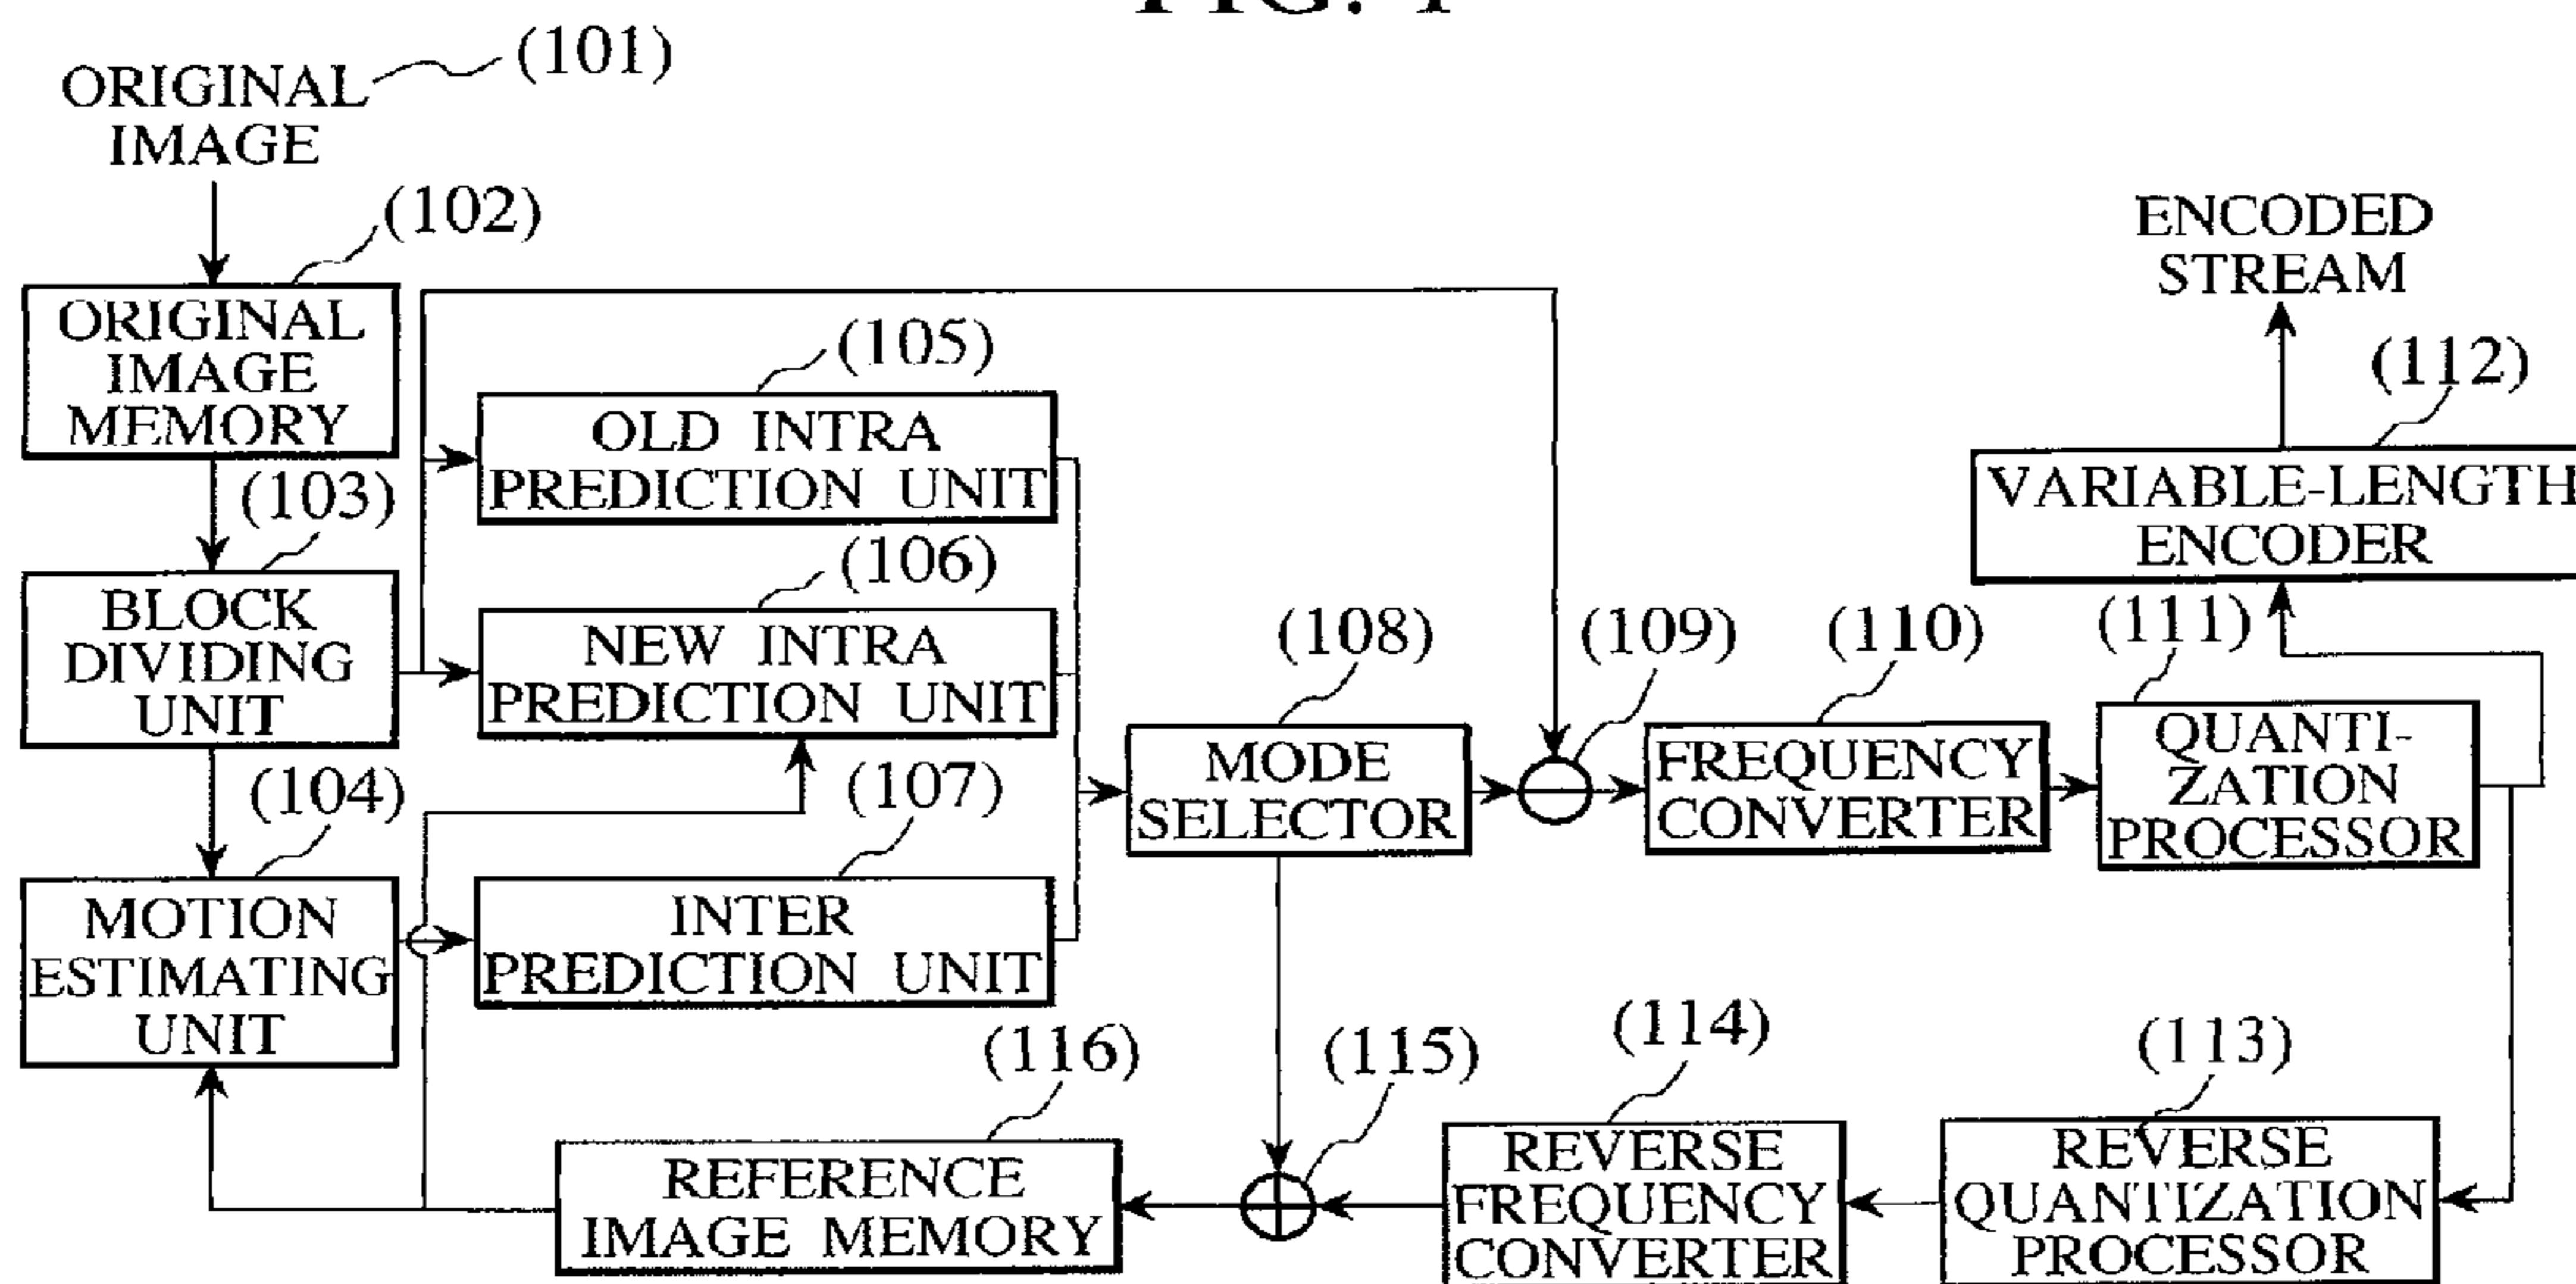 FIG. 1
(101)
ORIGINAL
IMAGE
(102)
ORIGINAL
IMAGE
MEMORY
(103)
BLOCK
DIVIDING
UNIT
(104)
MOTION
ESTIMATING
UNIT
(105)
OLD INTRA
PREDICTION UNIT
(106)
NEW INTRA
PREDICTION UNIT
(107)
INTER
PREDICTION UNIT
(108)
MODE
SELECTOR
(109)
(110)
FREQUENCY
CONVERTER
(111)
QUANTI-
ZATION
PROCESSOR
ENCODED
STREAM
(112)
VARIABLE-LENGTH
ENCODER
(113)
REVERSE
QUANTIZATION
PROCESSOR
(114)
REVERSE
FREQUENCY
CONVERTER
(115)
(116)
REFERENCE
IMAGE MEMORY